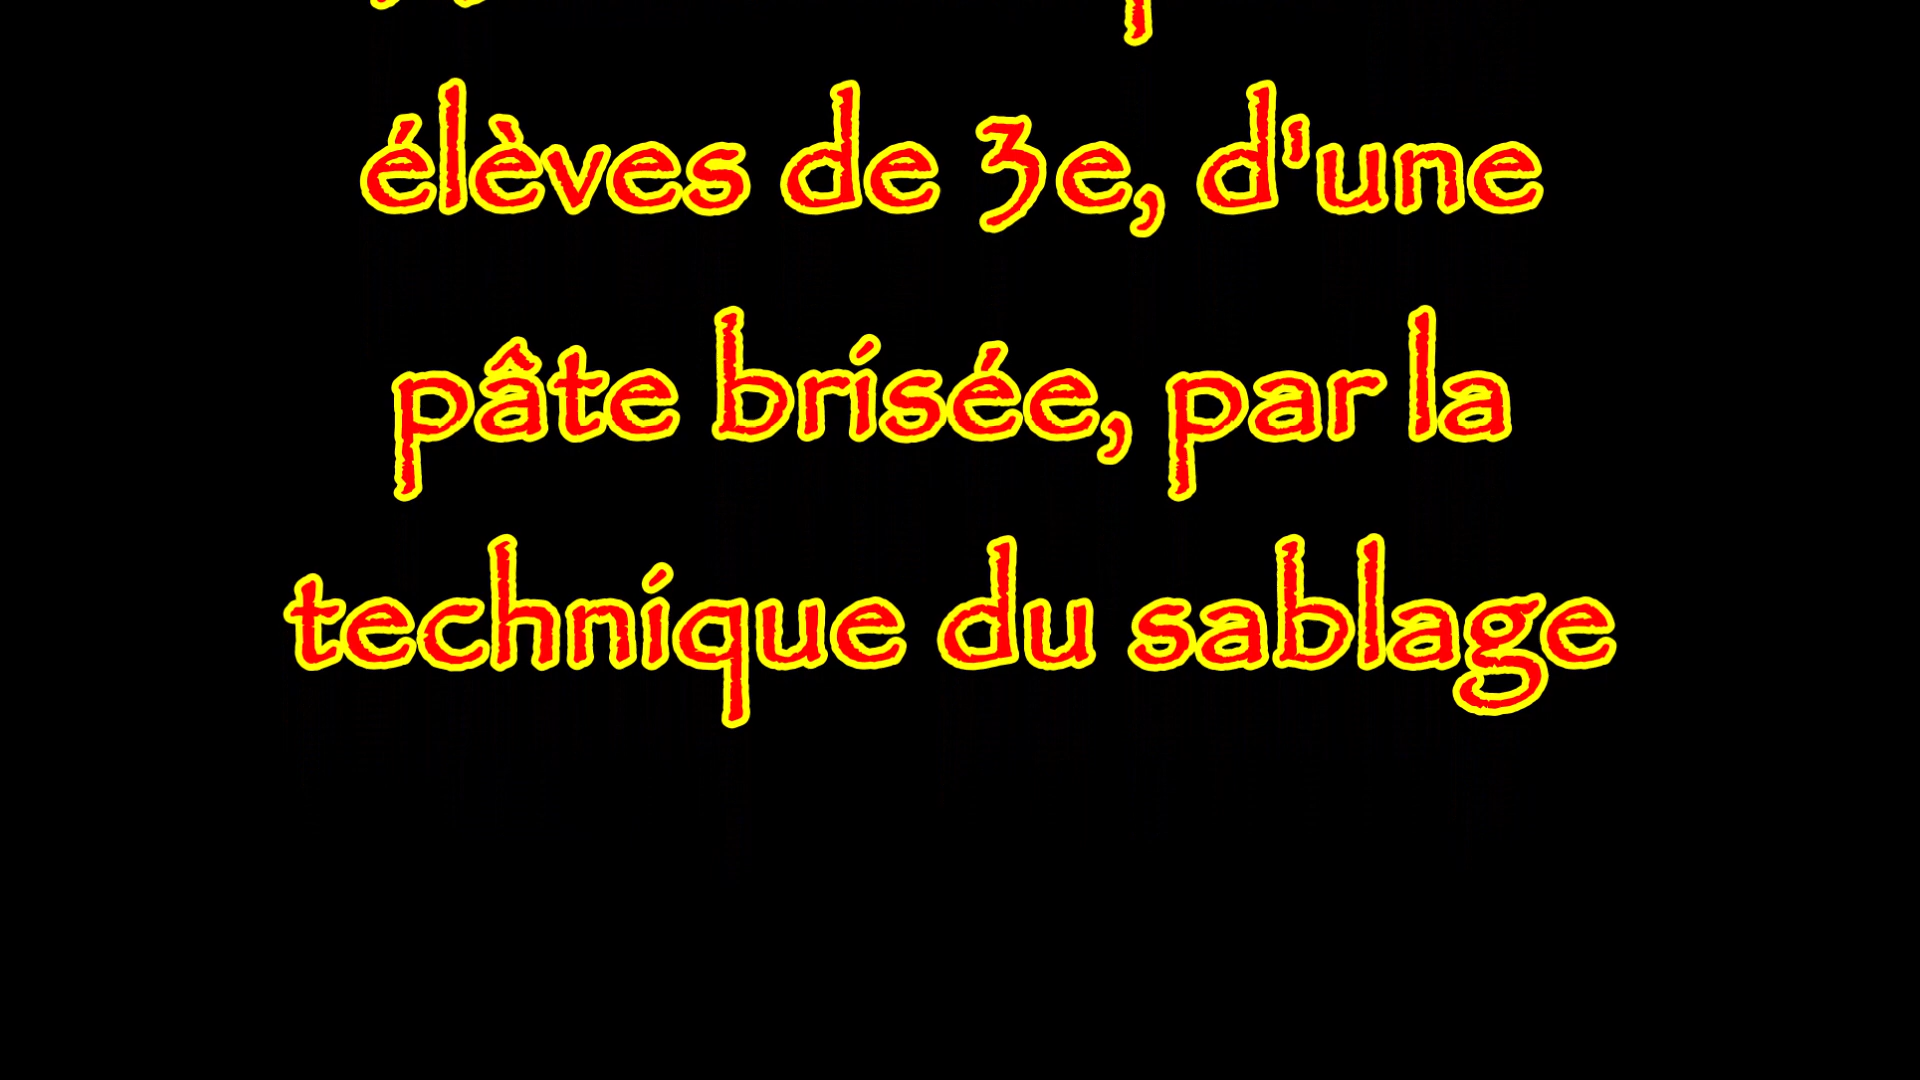 élèves de 3e, d'une
pâte brisée, par la
technique du sablage